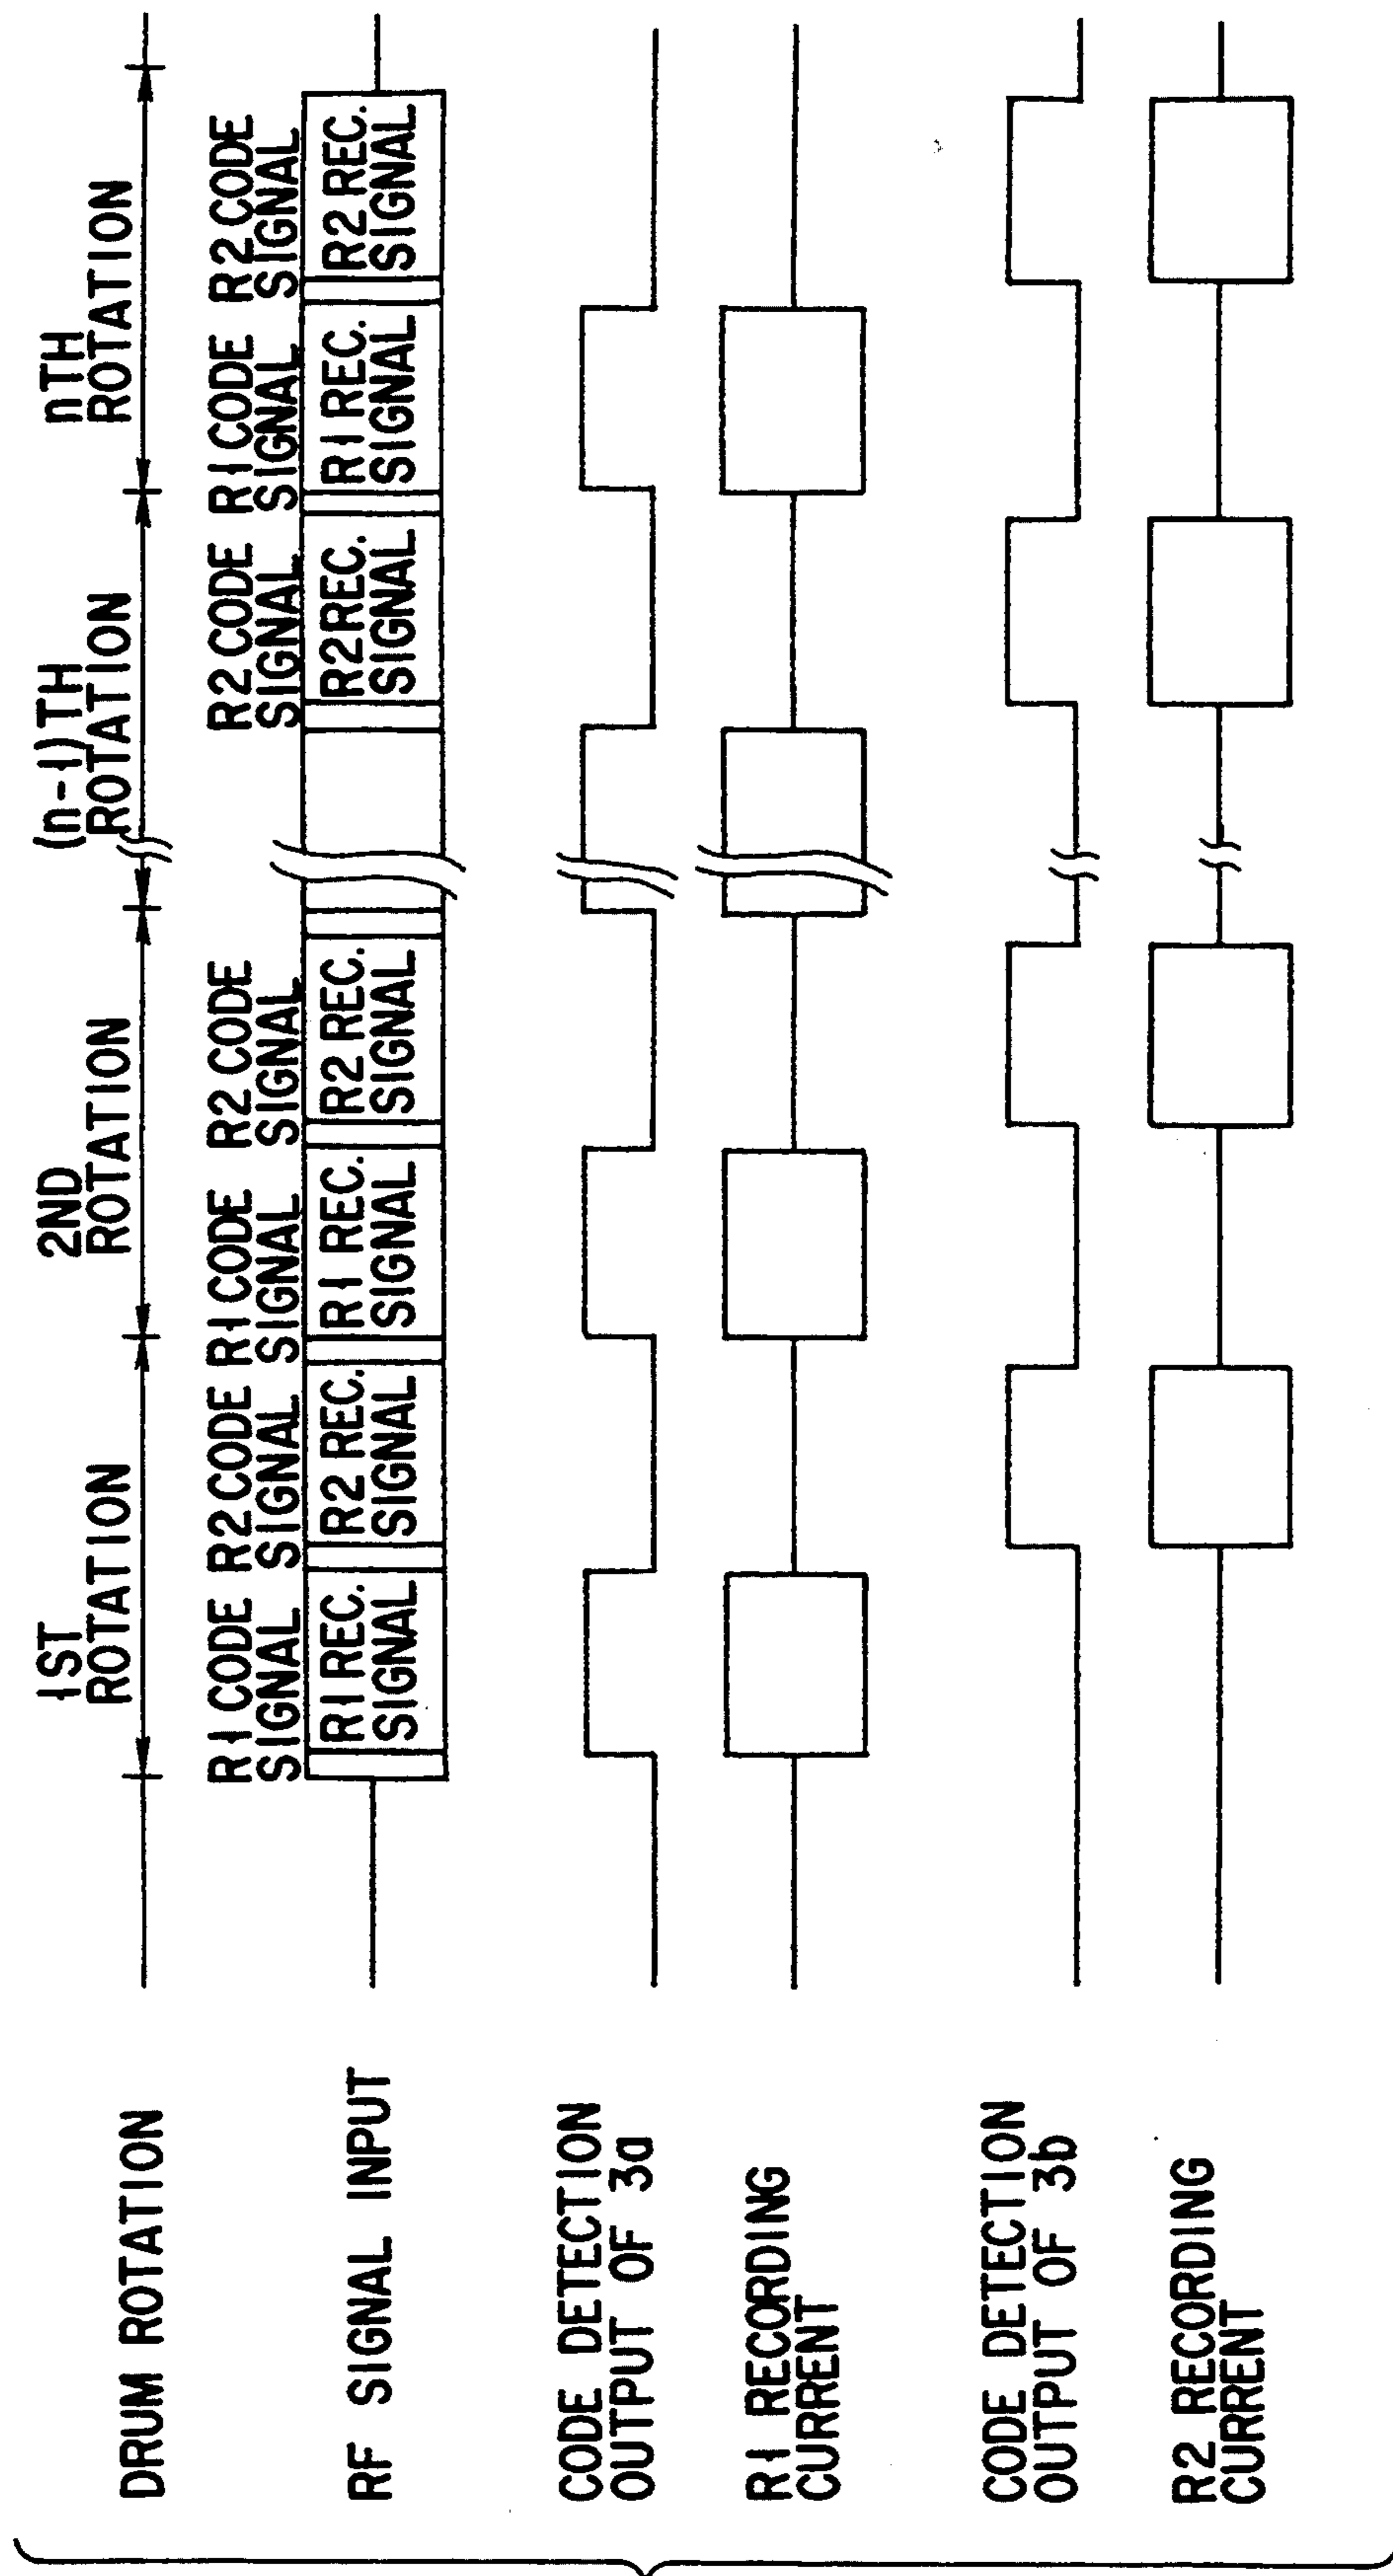 DRUM ROTATION
1ST
ROTATION
2ND
ROTATION
(n-1)TH
ROTATION
nTH
ROTATION
RF SIGNAL INPUT
R1 CODE
SIGNAL
R2 CODE
SIGNAL
R1 CODE
SIGNAL
R2 CODE
SIGNAL
R2 CODE
SIGNAL
R1 CODE
SIGNAL
R2 CODE
SIGNAL
R1 REC.
SIGNAL
R2 REC.
SIGNAL
R1 REC.
SIGNAL
R2 REC.
SIGNAL
R2 REC.
SIGNAL
R1 REC.
SIGNAL
R2 REC.
SIGNAL
CODE DETECTION
OUTPUT OF 3a
R1 RECORDING
CURRENT
CODE DETECTION
OUTPUT OF 3b
R2 RECORDING
CURRENT